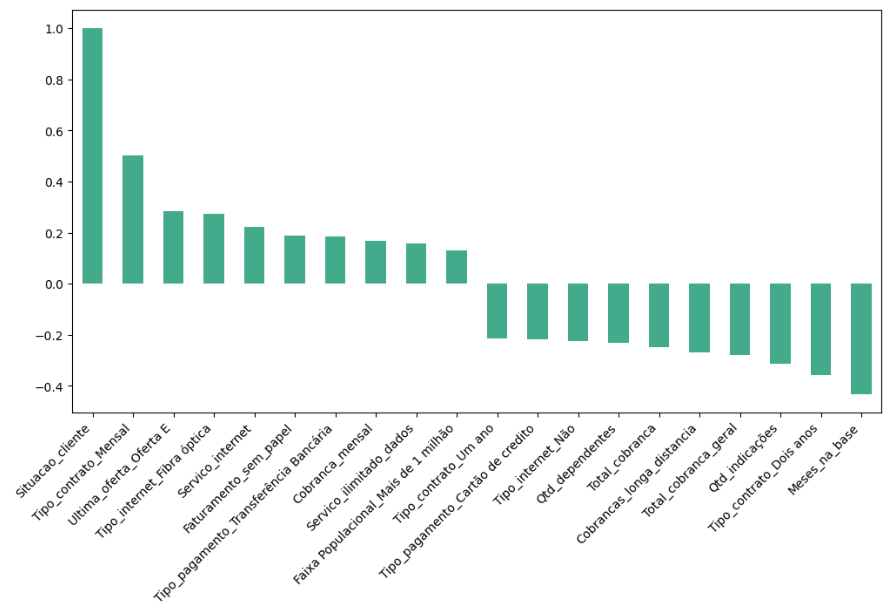 1.0
0.8
0.6
0.4
0.2
0.0
−0.2
−0.4
Situacao_cliente
Tipo_contrato_Mensal
Ultima_oferta_Oferta E
Tipo_internet_Fibra óptica
Servico_internet
Faturamento_sem_papel
Tipo_pagamento_Transferência Bancária
Cobranca_mensal
Servico_ilimitado_dados
Faixa Populacional_Mais de 1 milhão
Tipo_contrato_Um ano
Tipo_pagamento_Cartão de credito
Tipo_internet_Não
Qtd_dependentes
Total_cobranca
Cobrancas_longa_distancia
Total_cobranca_geral
Qtd_indicações
Tipo_contrato_Dois anos
Meses_na_base